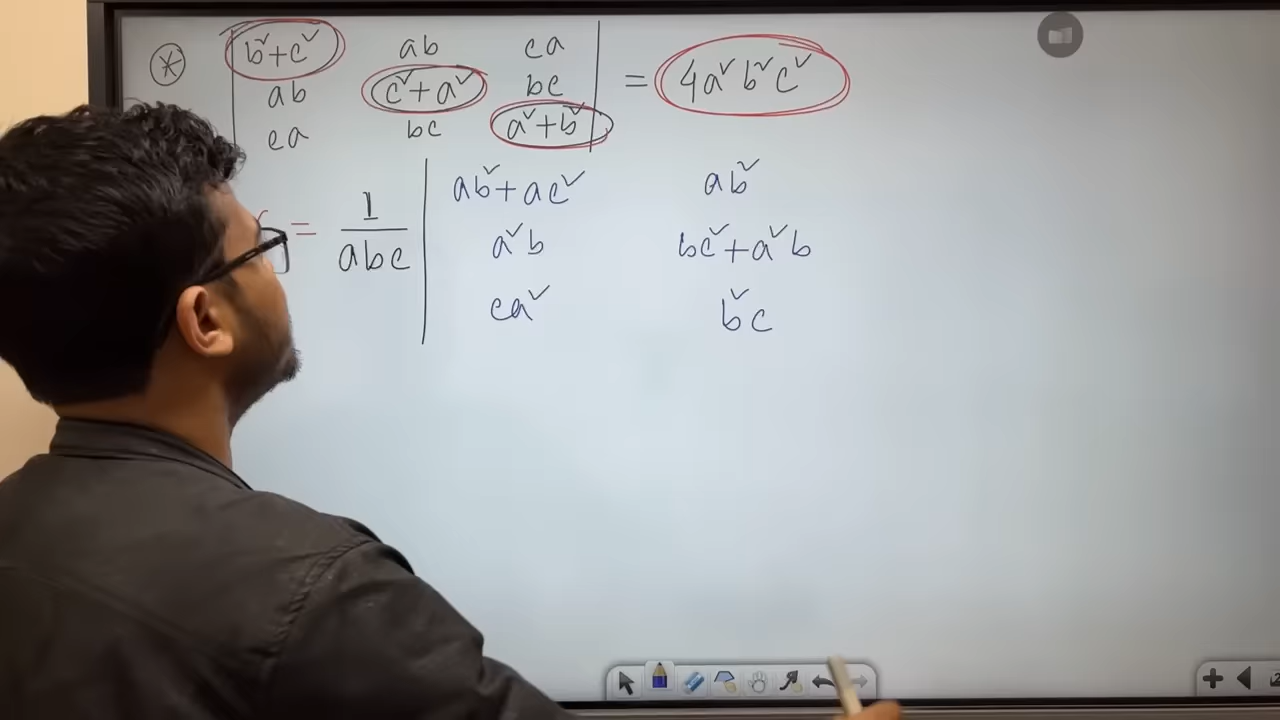 * | b²+c² ab ca |
| ab c²+a² bc | = 4a²b²c²
| ca bc a²+b² |
= 1/abc | ab²+ac² ab²
a²b bc²+a²b
ca² b²c